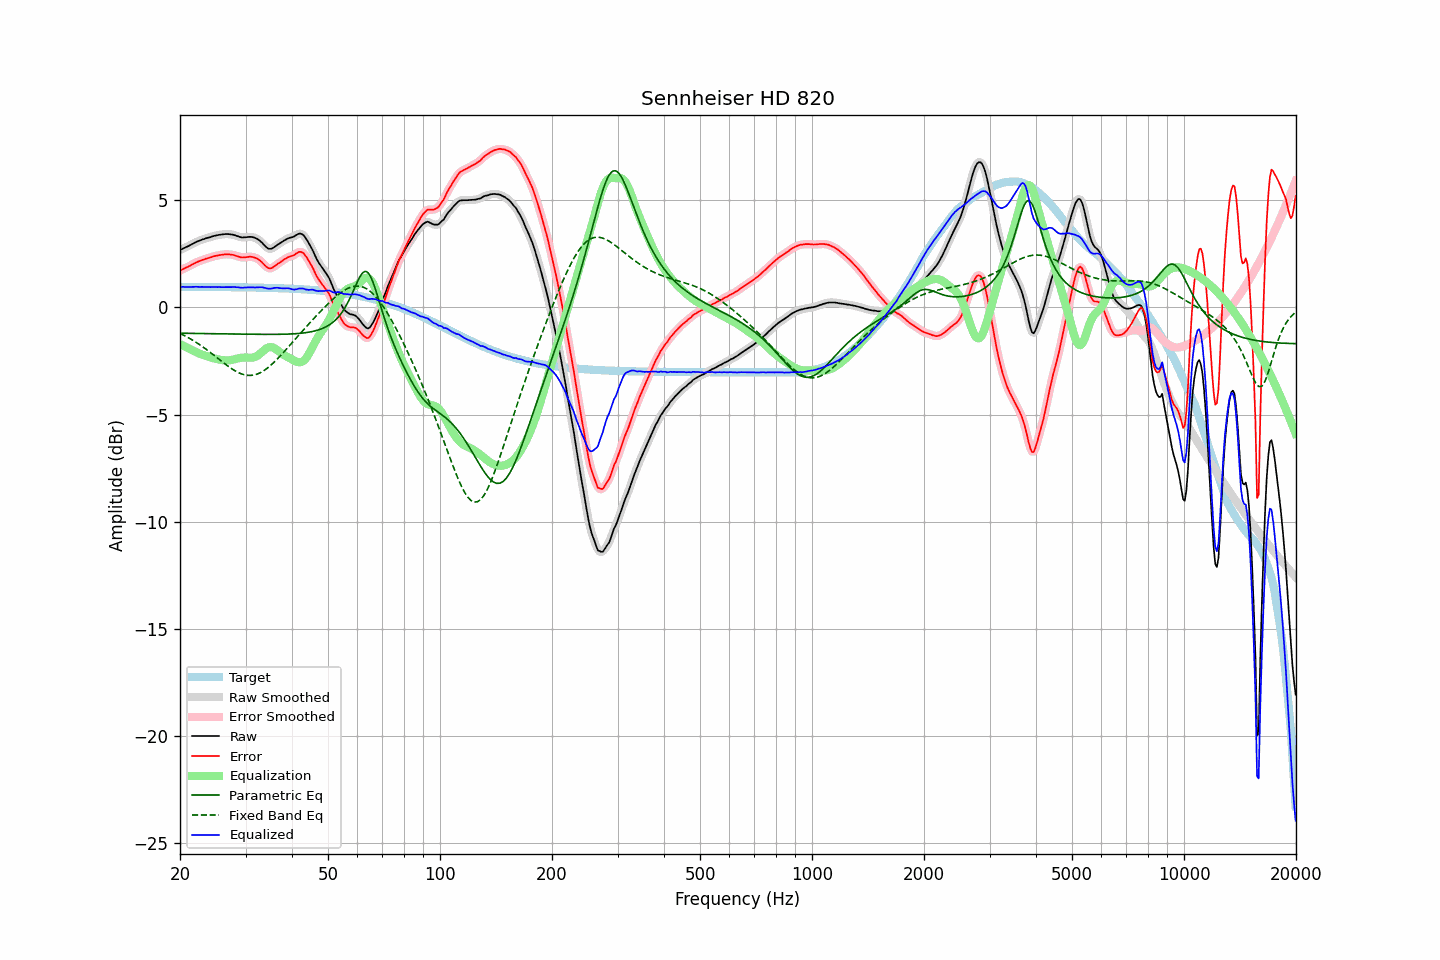 Sennheiser HD 820
Amplitude (dBr)
5
0
−5
−10
−15
−20
−25
Target
Raw Smoothed
Error Smoothed
Raw
Error
Equalization
Parametric Eq
Fixed Band Eq
Equalized
20 50 100 200 500 1000 2000 5000 10000 20000
Frequency (Hz)